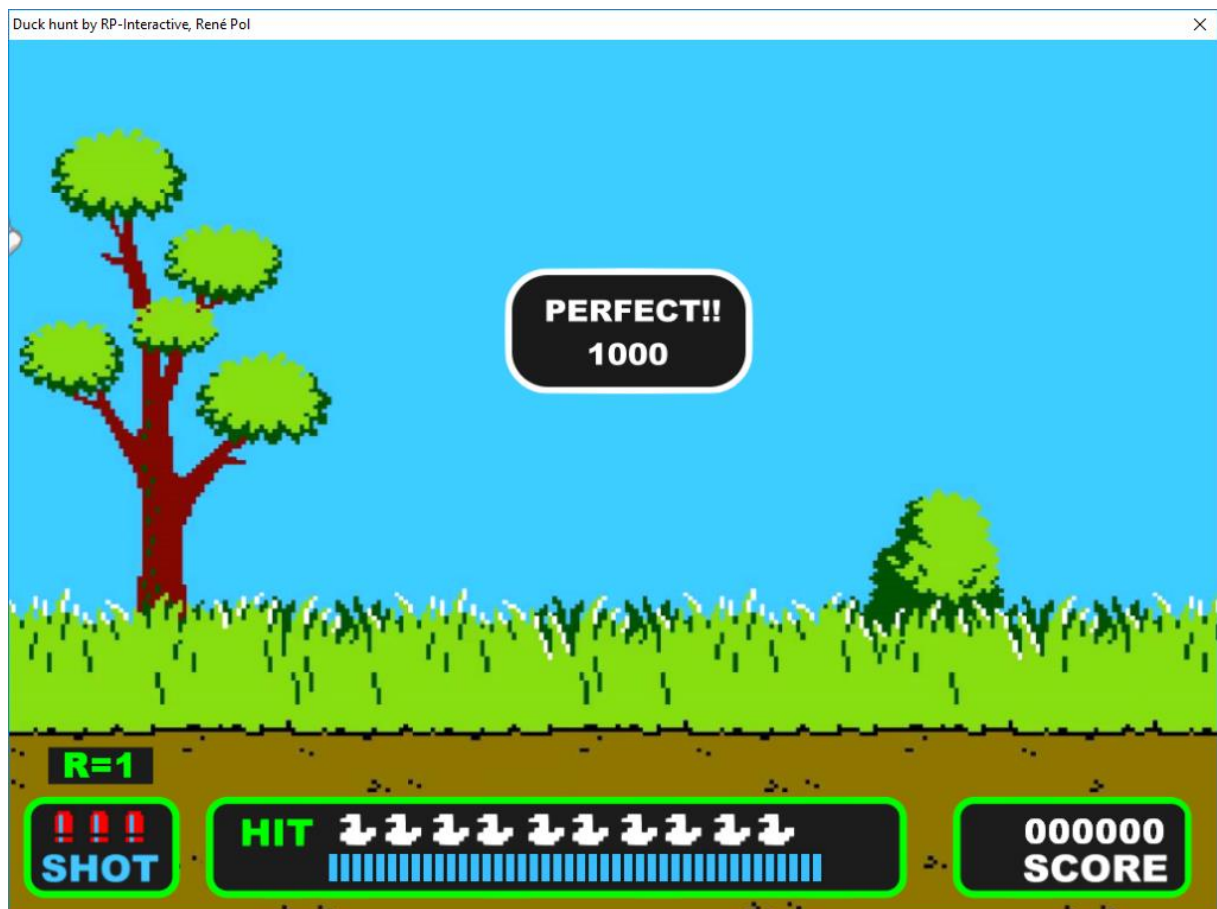 Duck hunt by RP-Interactive, René Pol
PERFECT!!
1000
R=1
SHOT
HIT
000000
SCORE